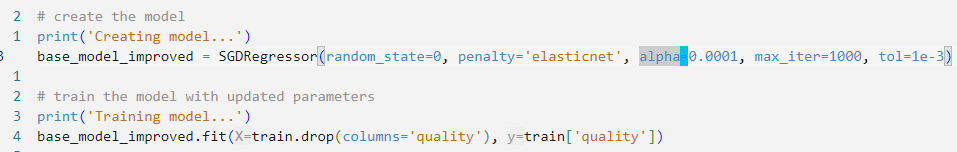 2 # create the model
1 print('Creating model...')
3 base_model_improved = SGDRegressor(random_state=0, penalty='elasticnet', alpha=0.0001, max_iter=1000, tol=1e-3)
1
2 # train the model with updated parameters
3 print('Training model...')
4 base_model_improved.fit(X=train.drop(columns='quality'), y=train['quality'])